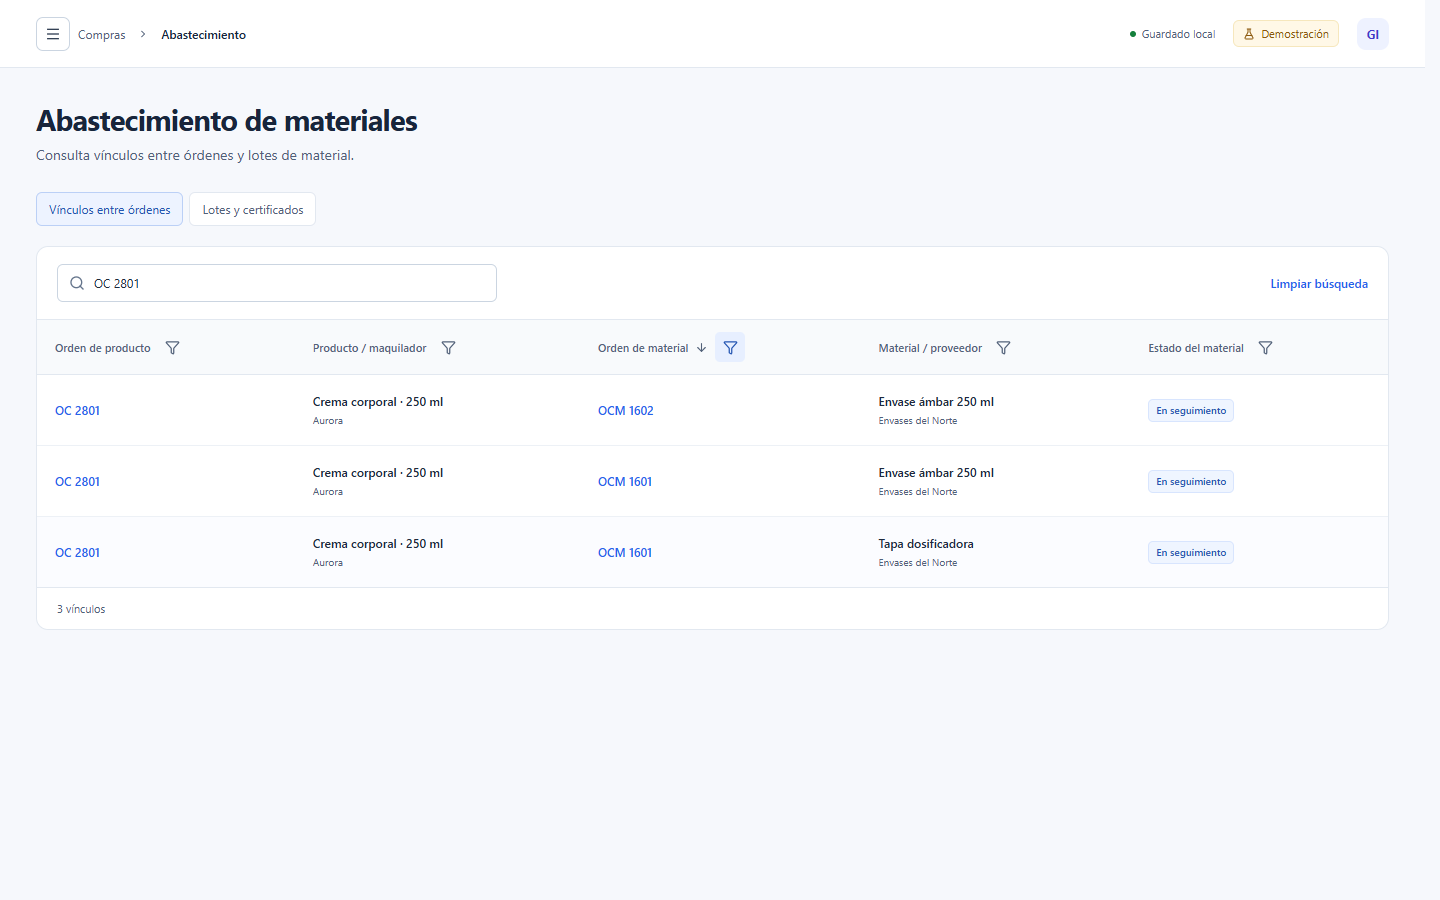 Compras > Abastecimiento
Guardado local
Demostración
GI
Abastecimiento de materiales
Consulta vínculos entre órdenes y lotes de material.
Vínculos entre órdenes
Lotes y certificados
OC 2801
Limpiar búsqueda
Orden de producto
Producto / maquilador
Orden de material ↓
Material / proveedor
Estado del material
OC 2801
Crema corporal · 250 ml
Aurora
OCM 1602
Envase ámbar 250 ml
Envases del Norte
En seguimiento
OC 2801
Crema corporal · 250 ml
Aurora
OCM 1601
Envase ámbar 250 ml
Envases del Norte
En seguimiento
OC 2801
Crema corporal · 250 ml
Aurora
OCM 1601
Tapa dosificadora
Envases del Norte
En seguimiento
3 vínculos